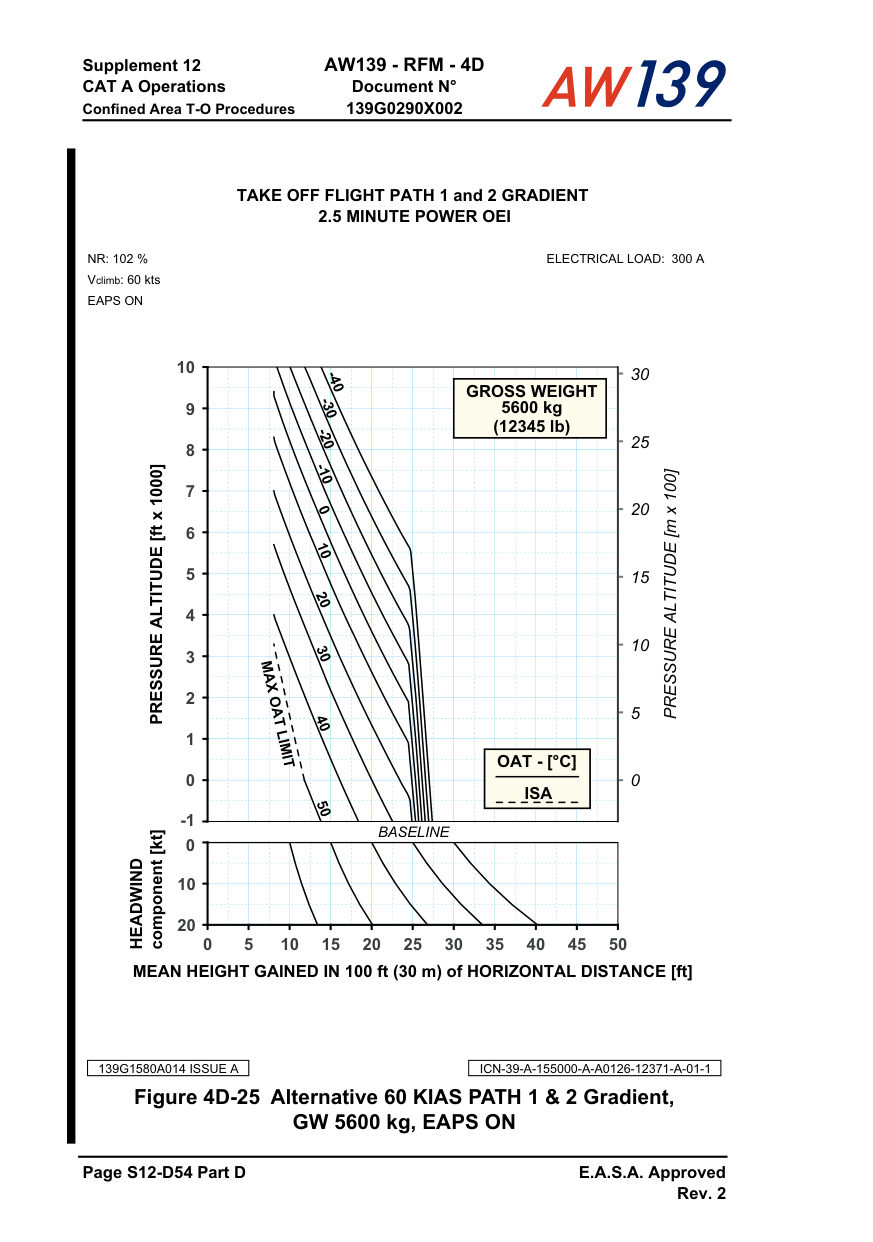 Supplement 12
CAT A Operations
Confined Area T-O Procedures
AW139 - RFM - 4D
Document N°
139G0290X002
AW139
TAKE OFF FLIGHT PATH 1 and 2 GRADIENT
2.5 MINUTE POWER OEI
NR: 102 %
Vclimb: 60 kts
EAPS ON
ELECTRICAL LOAD: 300 A
PRESSURE ALTITUDE [ft x 1000]
10
9
8
7
6
5
4
3
2
1
0
-1
-40
-30
-20
-10
0
10
20
30
40
50
MAX OAT LIMIT
GROSS WEIGHT
5600 kg
(12345 lb)
30
25
20
15
10
5
0
PRESSURE ALTITUDE [m x 100]
OAT - [°C]
ISA
BASELINE
HEADWIND
component [kt]
0
10
20
0 5 10 15 20 25 30 35 40 45 50
MEAN HEIGHT GAINED IN 100 ft (30 m) of HORIZONTAL DISTANCE [ft]
139G1580A014 ISSUE A
ICN-39-A-155000-A-A0126-12371-A-01-1
Figure 4D-25 Alternative 60 KIAS PATH 1 & 2 Gradient,
GW 5600 kg, EAPS ON
Page S12-D54 Part D
E.A.S.A. Approved
Rev. 2